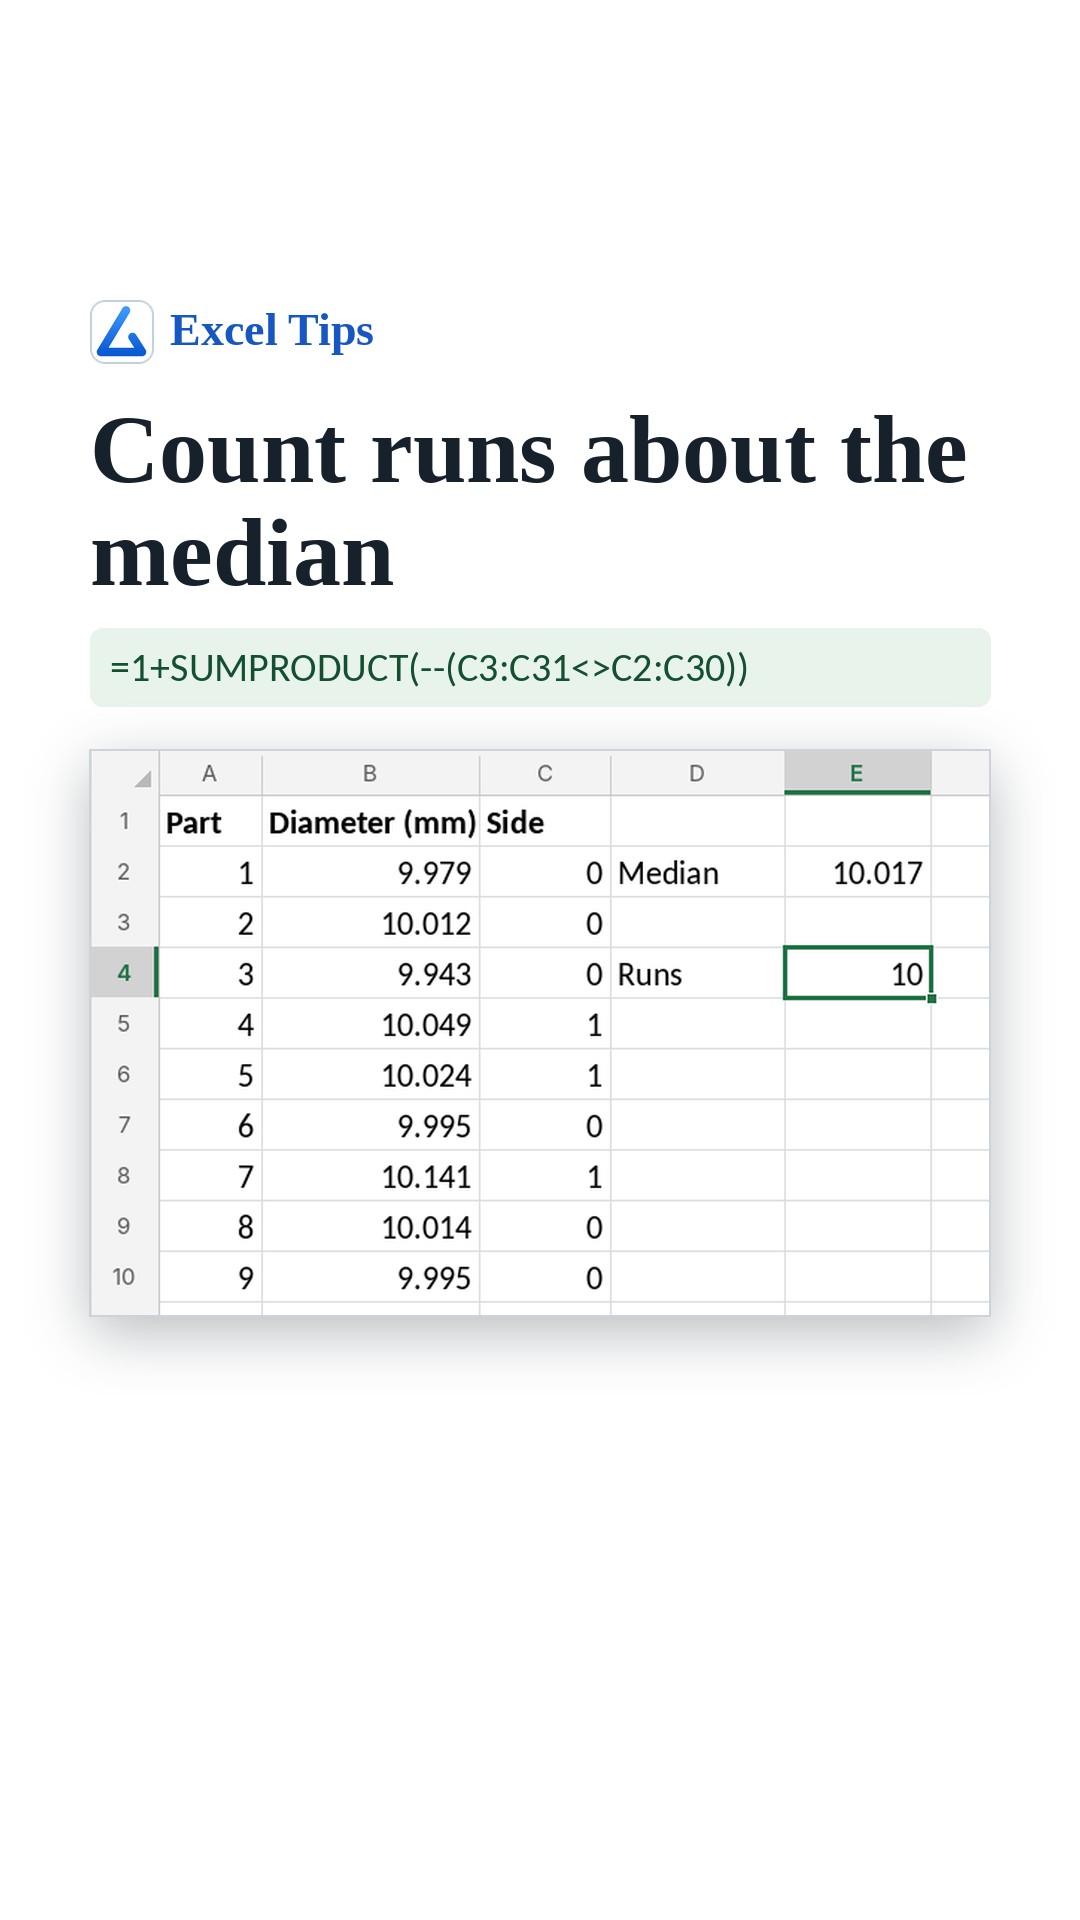 Excel Tips
Count runs about the
median
=1+SUMPRODUCT(--(C3:C31<>C2:C30))
A B C D E
1 Part Diameter (mm) Side
2 1 9.979 0 Median 10.017
3 2 10.012 0
4 3 9.943 0 Runs 10
5 4 10.049 1
6 5 10.024 1
7 6 9.995 0
8 7 10.141 1
9 8 10.014 0
10 9 9.995 0